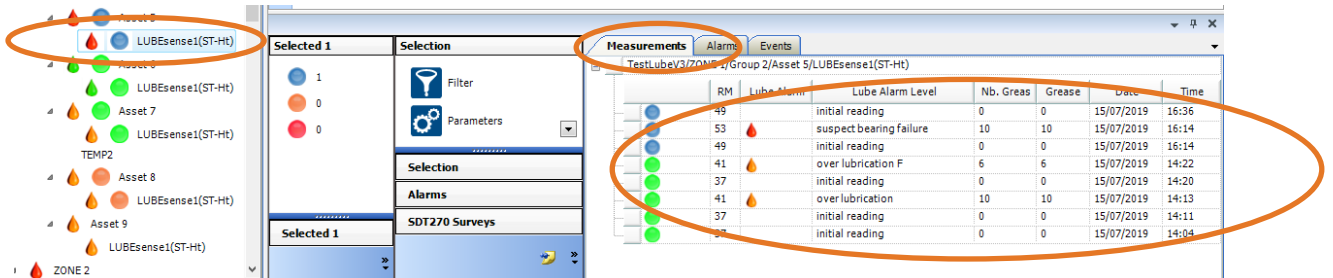 Asset 5
LUBEsense1(ST-Ht)
Asset 6
LUBEsense1(ST-Ht)
Asset 7
LUBEsense1(ST-Ht)
TEMP2
Asset 8
LUBEsense1(ST-Ht)
Asset 9
LUBEsense1(ST-Ht)
ZONE 2
Selected 1
1
0
0
Selected 1
Selection
Filter
Parameters
Selection
Alarms
SDT270 Surveys
Measurements Alarms Events
TestLubeV3/ZONE 1/Group 2/Asset 5/LUBEsense1(ST-Ht)
RM Lube Alarm Lube Alarm Level Nb. Greas Grease Date Time
49 initial reading 0 0 15/07/2019 16:36
53 suspect bearing failure 10 10 15/07/2019 16:14
49 initial reading 0 0 15/07/2019 16:14
41 over lubrication F 6 6 15/07/2019 14:22
37 initial reading 0 0 15/07/2019 14:20
41 over lubrication 10 10 15/07/2019 14:13
37 initial reading 0 0 15/07/2019 14:11
37 initial reading 0 0 15/07/2019 14:04